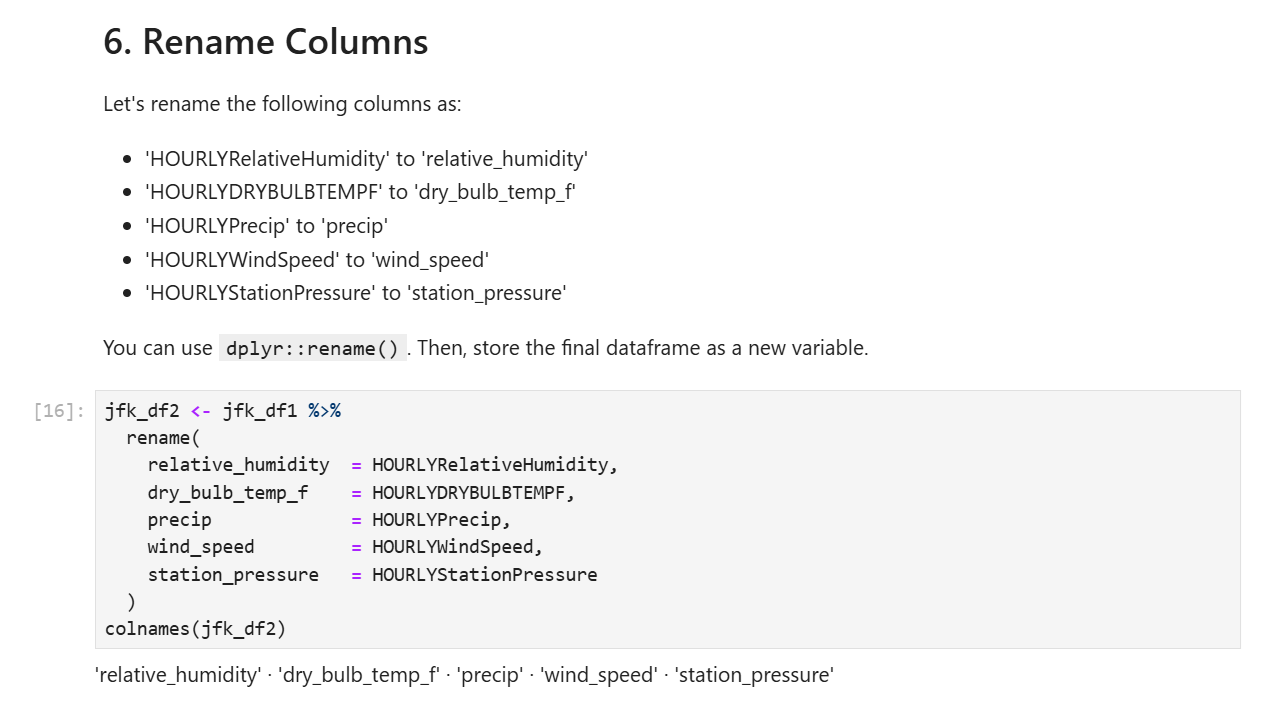 6. Rename Columns
Let's rename the following columns as:
• 'HOURLYRelativeHumidity' to 'relative_humidity'
• 'HOURLYDRYBULBTEMPF' to 'dry_bulb_temp_f'
• 'HOURLYPrecip' to 'precip'
• 'HOURLYWindSpeed' to 'wind_speed'
• 'HOURLYStationPressure' to 'station_pressure'
You can use dplyr::rename(). Then, store the final dataframe as a new variable.
[16]: jfk_df2 <- jfk_df1 %>%
  rename(
    relative_humidity  = HOURLYRelativeHumidity,
    dry_bulb_temp_f    = HOURLYDRYBULBTEMPF,
    precip             = HOURLYPrecip,
    wind_speed         = HOURLYWindSpeed,
    station_pressure   = HOURLYStationPressure
  )
colnames(jfk_df2)
'relative_humidity' · 'dry_bulb_temp_f' · 'precip' · 'wind_speed' · 'station_pressure'